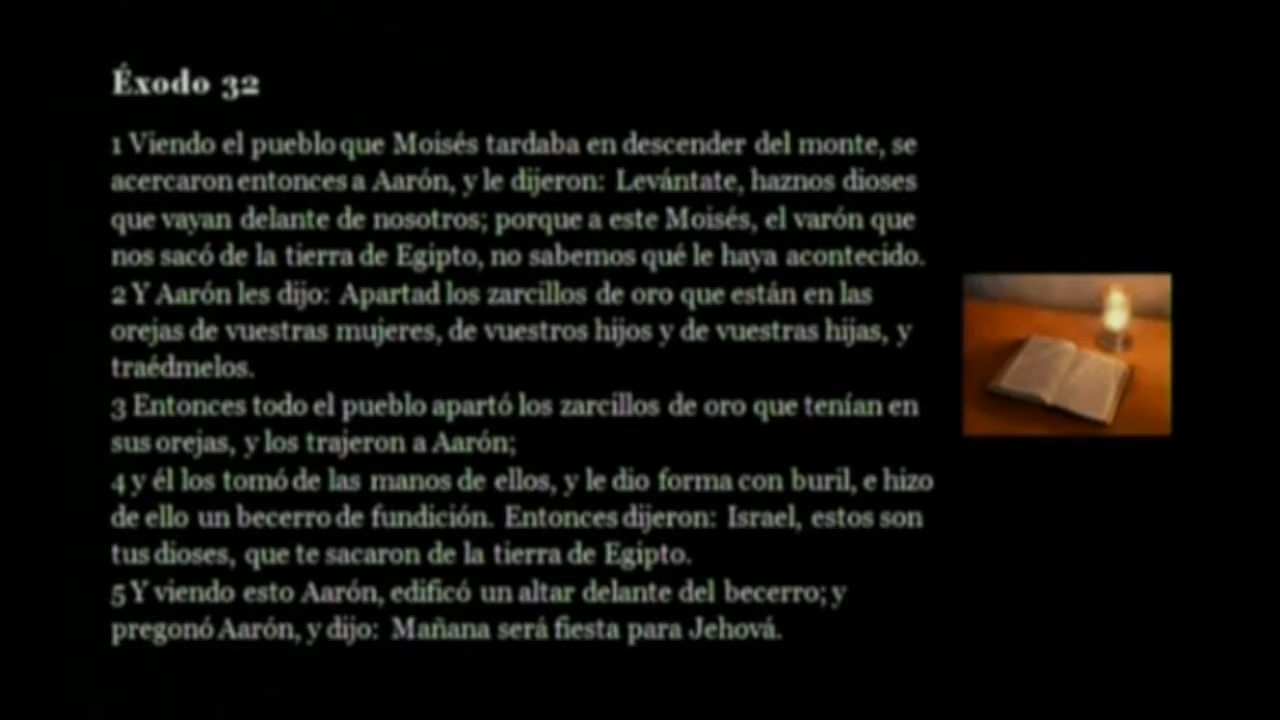 Éxodo 32
1 Viendo el pueblo que Moisés tardaba en descender del monte, se
acercaron entonces a Aarón, y le dijeron: Levántate, haznos dioses
que vayan delante de nosotros; porque a este Moisés, el varón que
nos sacó de la tierra de Egipto, no sabemos qué le haya acontecido.
2 Y Aarón les dijo: Apartad los zarcillos de oro que están en las
orejas de vuestras mujeres, de vuestros hijos y de vuestras hijas, y
traédmelos.
3 Entonces todo el pueblo apartó los zarcillos de oro que tenían en
sus orejas, y los trajeron a Aarón;
4 y él los tomó de las manos de ellos, y le dio forma con buril, e hizo
de ello un becerro de fundición. Entonces dijeron: Israel, estos son
tus dioses, que te sacaron de la tierra de Egipto.
5 Y viendo esto Aarón, edificó un altar delante del becerro; y
pregonó Aarón, y dijo: Mañana será fiesta para Jehová.